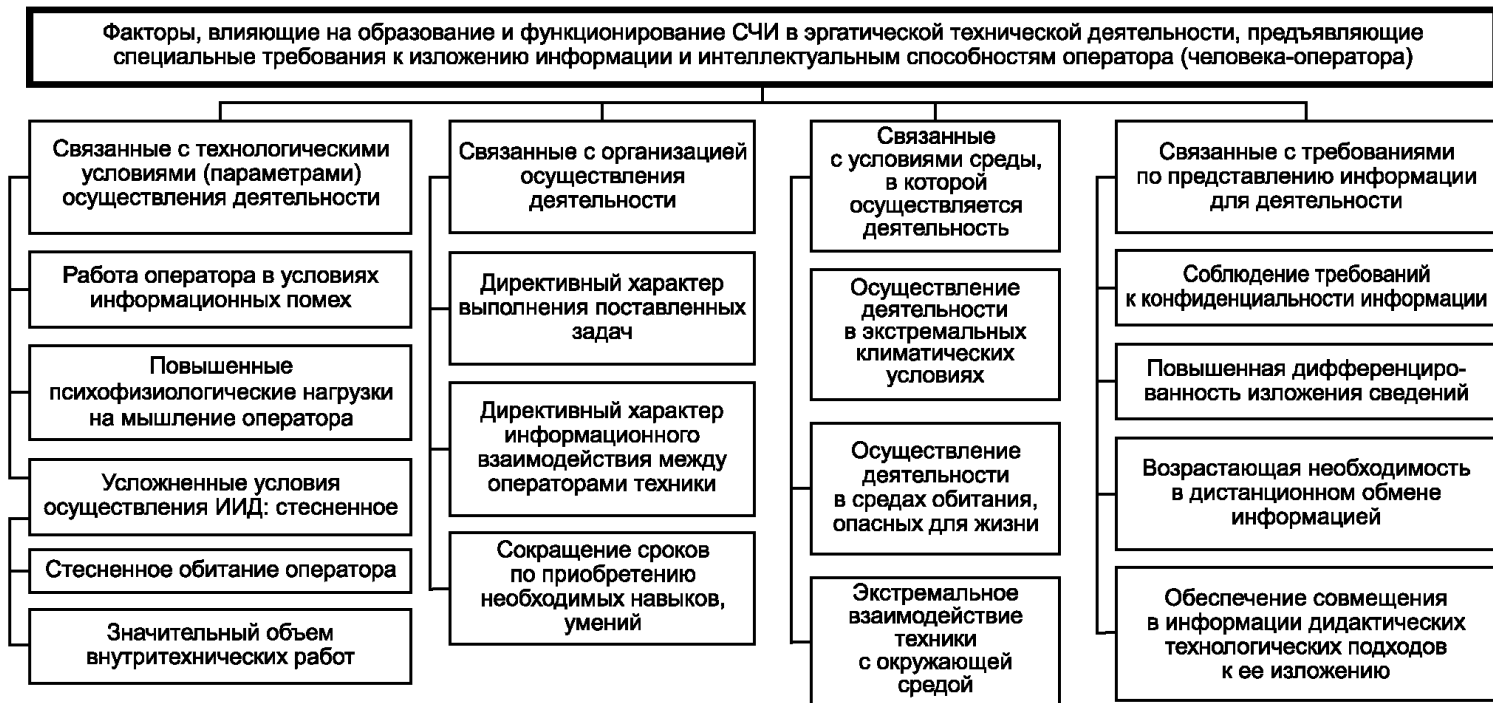 Факторы, влияющие на образование и функционирование СЧИ в эргатической технической деятельности, предъявляющие
специальные требования к изложению информации и интеллектуальным способностям оператора (человека-оператора)
Связанные с технологическими
условиями (параметрами)
осуществления деятельности
Работа оператора в условиях
информационных помех
Повышенные
психофизиологические нагрузки
на мышление оператора
Усложненные условия
осуществления ИИД: стесненное
Стесненное обитание оператора
Значительный объем
внутритехнических работ
Связанные с организацией
осуществления
деятельности
Директивный характер
выполнения поставленных
задач
Директивный характер
информационного
взаимодействия между
операторами техники
Сокращение сроков
по приобретению
необходимых навыков,
умений
Связанные
с условиями среды,
в которой
осуществляется
деятельность
Осуществление
деятельности
в экстремальных
климатических
условиях
Осуществление
деятельности
в средах обитания,
опасных для жизни
Экстремальное
взаимодействие
техники
с окружающей
средой
Связанные с требованиями
по представлению информации
для деятельности
Соблюдение требований
к конфиденциальности информации
Повышенная дифференциро-
ванность изложения сведений
Возрастающая необходимость
в дистанционном обмене
информацией
Обеспечение совмещения
в информации дидактических
технологических подходов
к ее изложению